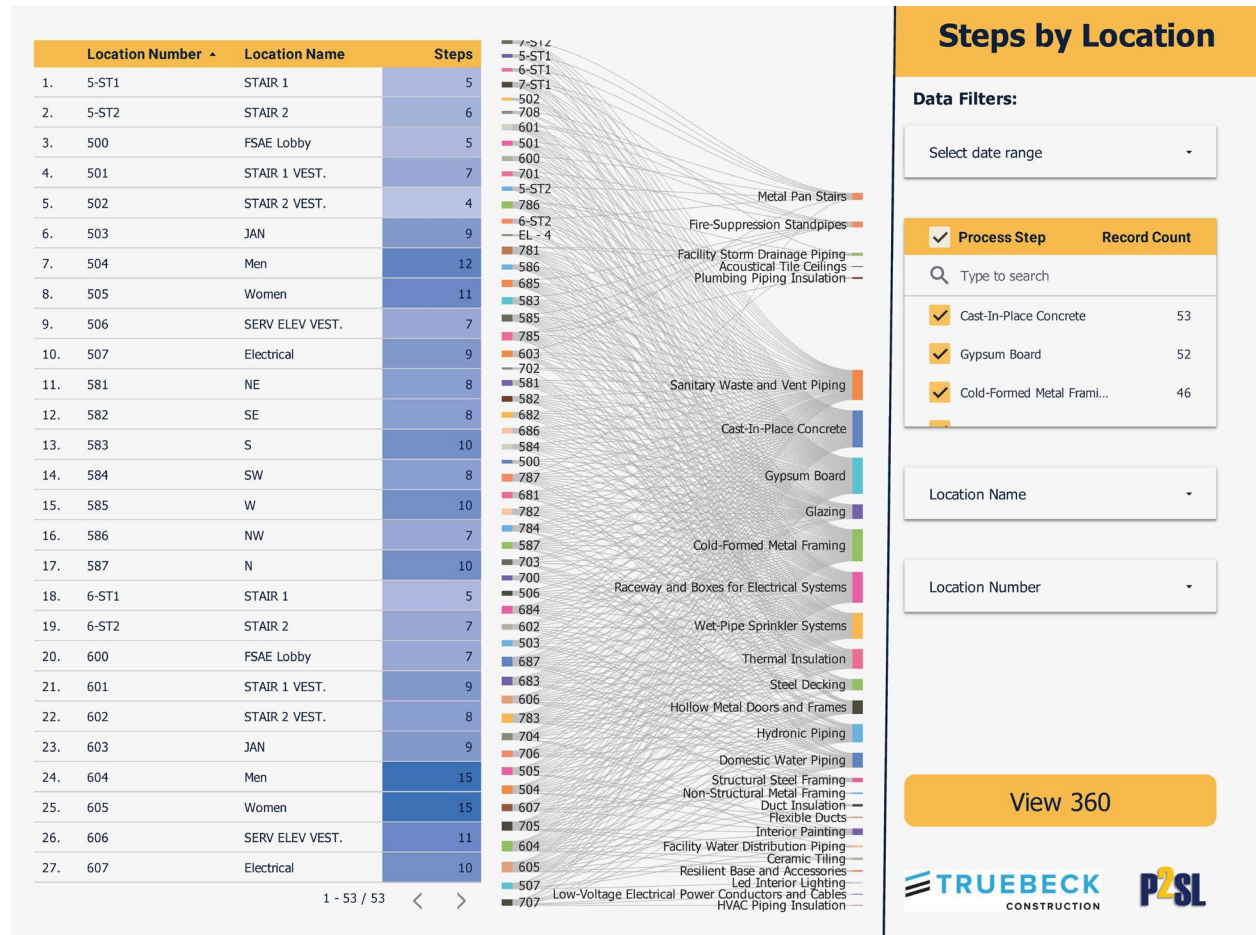 Steps by Location
Location Number Location Name Steps
1. 5-ST1 STAIR 1 5
2. 5-ST2 STAIR 2 6
3. 500 FSAE Lobby 5
4. 501 STAIR 1 VEST. 7
5. 502 STAIR 2 VEST. 4
6. 503 JAN 9
7. 504 Men 12
8. 505 Women 11
9. 506 SERV ELEV VEST. 7
10. 507 Electrical 9
11. 581 NE 8
12. 582 SE 8
13. 583 S 10
14. 584 SW 8
15. 585 W 10
16. 586 NW 7
17. 587 N 10
18. 6-ST1 STAIR 1 5
19. 6-ST2 STAIR 2 7
20. 600 FSAE Lobby 7
21. 601 STAIR 1 VEST. 9
22. 602 STAIR 2 VEST. 8
23. 603 JAN 9
24. 604 Men 15
25. 605 Women 15
26. 606 SERV ELEV VEST. 11
27. 607 Electrical 10
1 - 53 / 53
7-ST2
5-ST1
6-ST1
7-ST1
502
708
601
501
600
701
5-ST2
786
6-ST2
EL - 4
781
586
685
583
585
785
603
702
581
582
682
686
584
500
787
681
782
784
587
703
700
506
684
602
503
687
683
606
783
704
706
505
504
607
705
604
605
507
707
Metal Pan Stairs
Fire-Suppression Standpipes
Facility Storm Drainage Piping
Acoustical Tile Ceilings
Plumbing Piping Insulation
Sanitary Waste and Vent Piping
Cast-In-Place Concrete
Gypsum Board
Glazing
Cold-Formed Metal Framing
Raceway and Boxes for Electrical Systems
Wet-Pipe Sprinkler Systems
Thermal Insulation
Steel Decking
Hollow Metal Doors and Frames
Hydronic Piping
Domestic Water Piping
Structural Steel Framing
Non-Structural Metal Framing
Duct Insulation
Flexible Ducts
Interior Painting
Facility Water Distribution Piping
Ceramic Tiling
Resilient Base and Accessories
Led Interior Lighting
Low-Voltage Electrical Power Conductors and Cables
HVAC Piping Insulation
Data Filters:
Select date range
Process Step Record Count
Type to search
Cast-In-Place Concrete 53
Gypsum Board 52
Cold-Formed Metal Frami... 46
Location Name
Location Number
View 360
TRUEBECK
CONSTRUCTION
P2SL